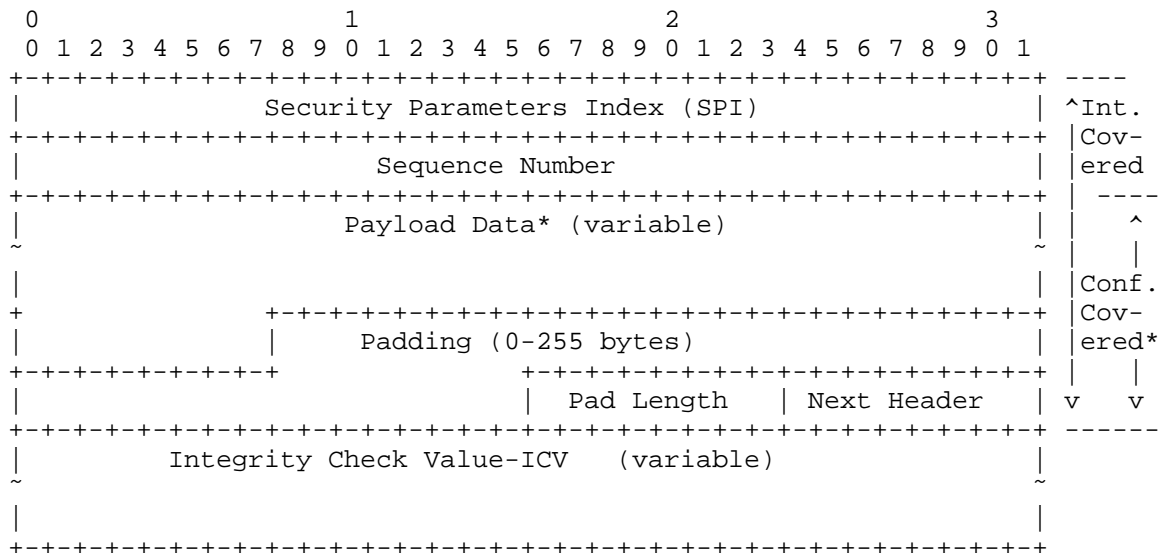 0                   1                   2                   3
 0 1 2 3 4 5 6 7 8 9 0 1 2 3 4 5 6 7 8 9 0 1 2 3 4 5 6 7 8 9 0 1
+-+-+-+-+-+-+-+-+-+-+-+-+-+-+-+-+-+-+-+-+-+-+-+-+-+-+-+-+-+-+-+-+ ----
|               Security Parameters Index (SPI)                 | ^Int.
+-+-+-+-+-+-+-+-+-+-+-+-+-+-+-+-+-+-+-+-+-+-+-+-+-+-+-+-+-+-+-+-+ |Cov-
|                      Sequence Number                          | |ered
+-+-+-+-+-+-+-+-+-+-+-+-+-+-+-+-+-+-+-+-+-+-+-+-+-+-+-+-+-+-+-+-+ | ----
|                    Payload Data* (variable)                   | |   ^
~                                                               ~ |   |
|                                                               | |Conf.
+               +-+-+-+-+-+-+-+-+-+-+-+-+-+-+-+-+-+-+-+-+-+-+-+-+ |Cov-
|               |     Padding (0-255 bytes)                     | |ered*
+-+-+-+-+-+-+-+-+               +-+-+-+-+-+-+-+-+-+-+-+-+-+-+-+-+ |   |
|                               |  Pad Length   | Next Header   | v   v
+-+-+-+-+-+-+-+-+-+-+-+-+-+-+-+-+-+-+-+-+-+-+-+-+-+-+-+-+-+-+-+-+ ------
|         Integrity Check Value-ICV   (variable)                |
~                                                               ~
|                                                               |
+-+-+-+-+-+-+-+-+-+-+-+-+-+-+-+-+-+-+-+-+-+-+-+-+-+-+-+-+-+-+-+-+